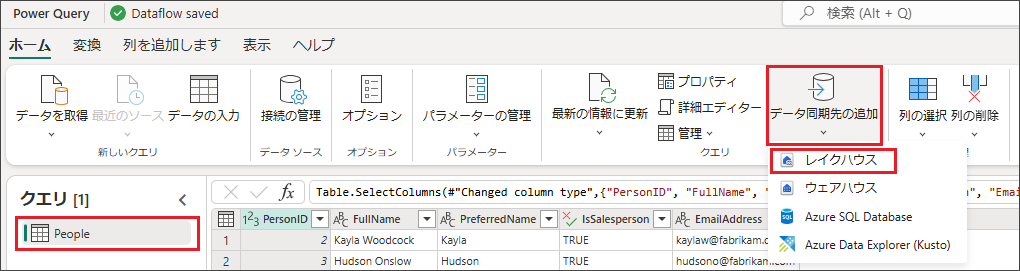 Power Query Dataflow saved 検索 (Alt + Q)
ホーム 変換 列を追加します 表示 ヘルプ
プロパティ
詳細エディター
管理
データを取得 最近のソース データの入力 接続の管理 オプション パラメーターの管理 最新の情報に更新 データ同期先の追加 列の選択 列の削除
新しいクエリ データ ソース オプション パラメーター クエリ 理
レイクハウス
ウェアハウス
Azure SQL Database
Azure Data Explorer (Kusto)
クエリ [1]
People
fx Table.SelectColumns(#"Changed column type",{"PersonID", "FullName", "Emai
PersonID FullName PreferredName IsSalesperson EmailAddress
1 2 Kayla Woodcock Kayla TRUE kaylaw@fabrikam.c
2 3 Hudson Onslow Hudson TRUE hudsono@fabrikam.com